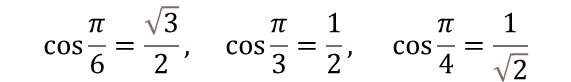 cos π/6 = √3/2, cos π/3 = 1/2, cos π/4 = 1/√2